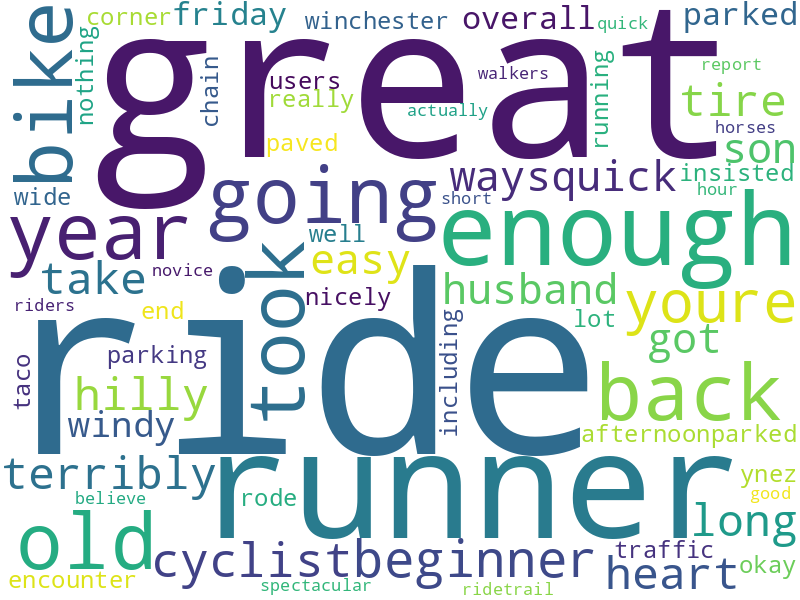 great
ride
runner
enough
going
back
old
year
bike
took
cyclist
beginner
heart
waysquick
youre
terribly
hilly
easy
take
husband
tire
son
got
long
windy
friday
corner
winchester
overall
parked
quick
nothing
chain
users
really
walkers
actually
running
report
horses
paved
wide
short
insisted
hour
well
novice
nicely
riders
end
lot
taco
parking
including
afternoonparked
believe
rode
ynez
good
traffic
okay
encounter
spectacular
ridetrail